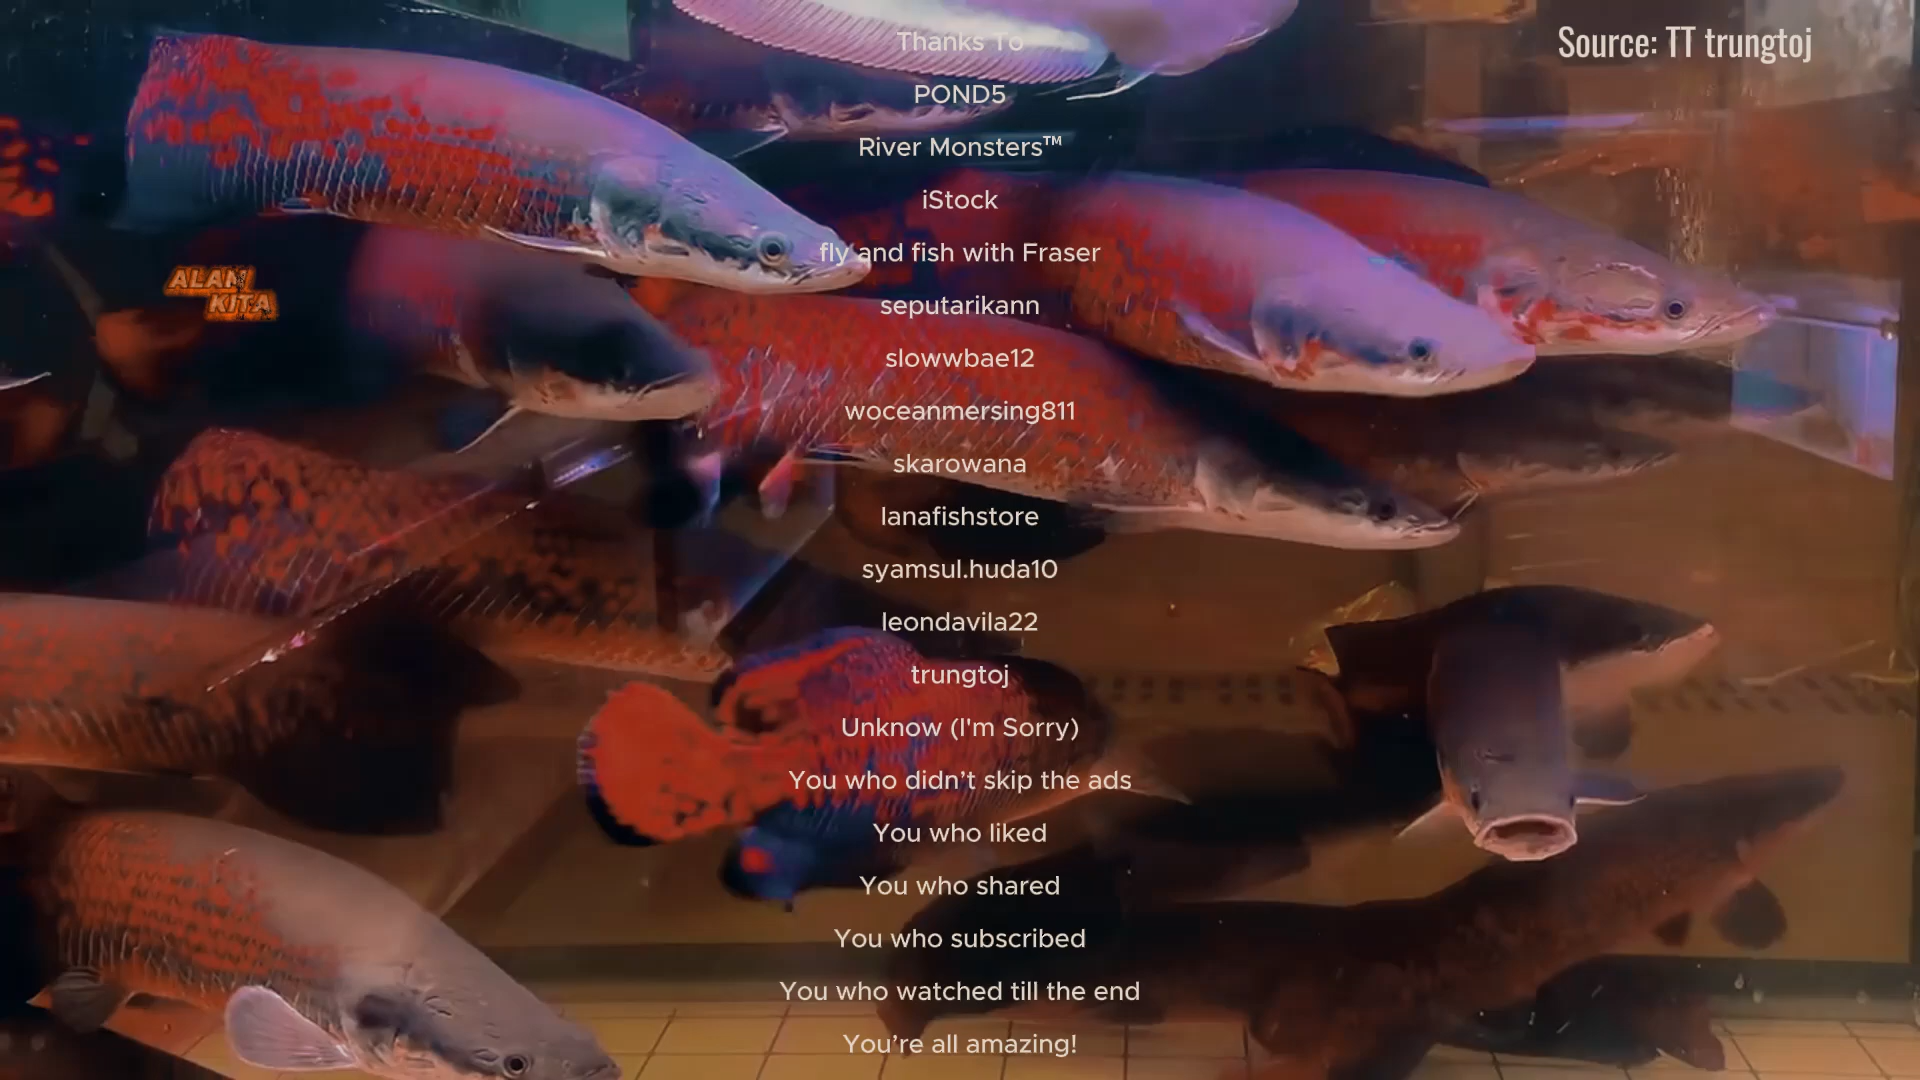 Thanks To
Source: TT trungtoj
POND5
River Monsters™
iStock
fly and fish with Fraser
ALAM
KITA
seputarikann
slowwbae12
woceanmersing811
skarowana
lanafishstore
syamsul.huda10
leondavila22
trungtoj
Unknow (I'm Sorry)
You who didn’t skip the ads
You who liked
You who shared
You who subscribed
You who watched till the end
You’re all amazing!